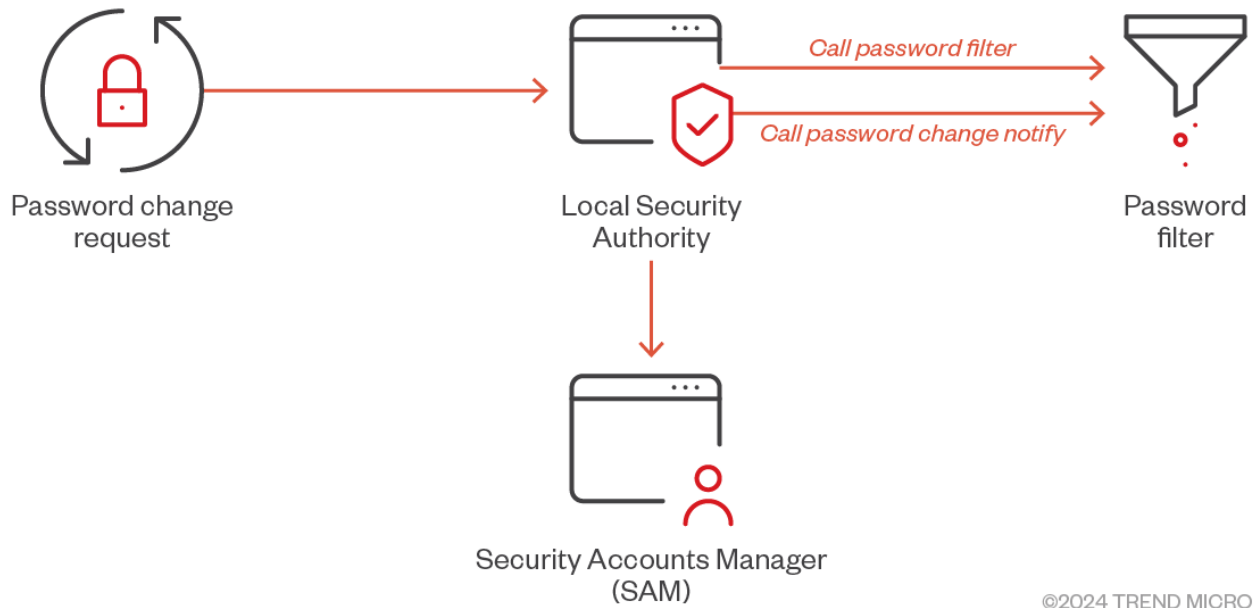 Call password filter
Call password change notify
Password change
request
Local Security
Authority
Password
filter
Security Accounts Manager
(SAM)
©2024 TREND MICRO